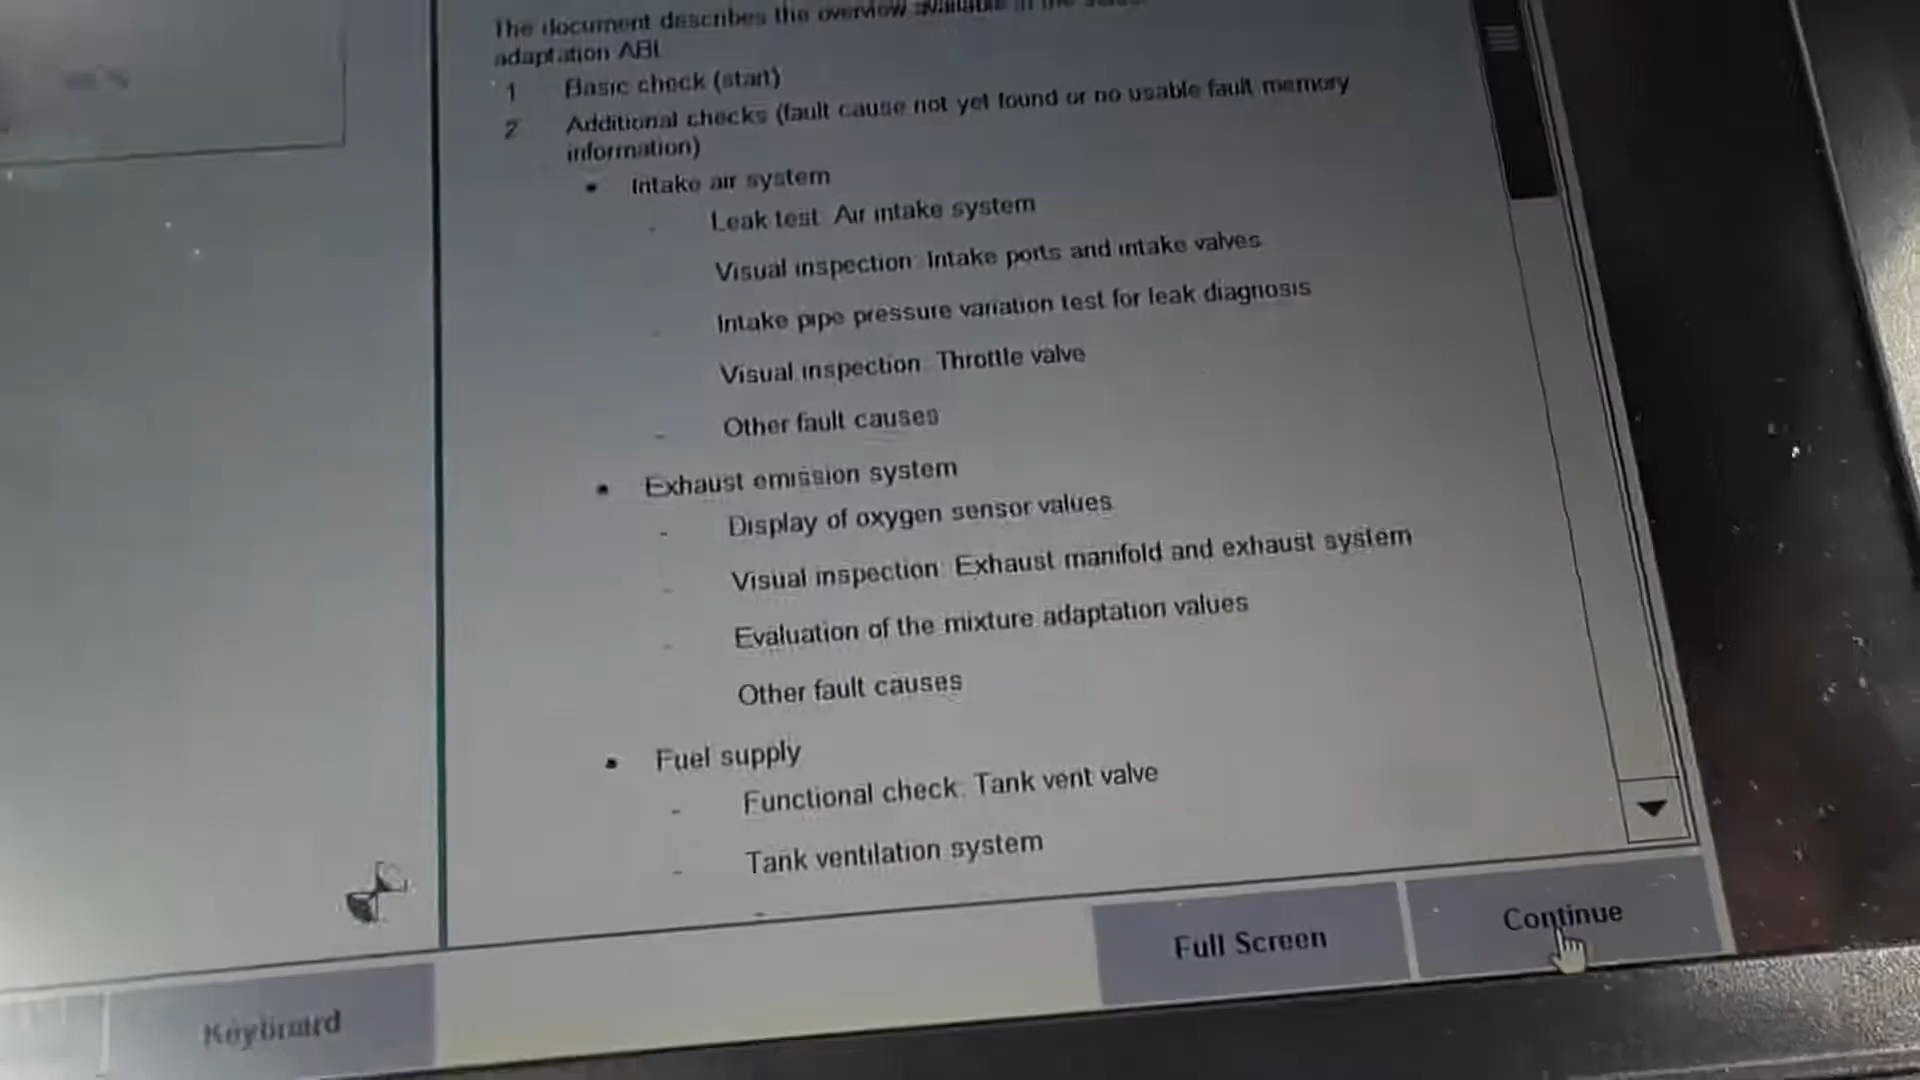 The document describes the overview available in the
adaptation ABL
1 Basic check (start)
2 Additional checks (fault cause not yet found or no usable fault memory
information)
• Intake air system
Leak test: Air intake system
Visual inspection: Intake ports and intake valves
- Intake pipe pressure variation test for leak diagnosis
Visual inspection: Throttle valve
- Other fault causes
• Exhaust emission system
- Display of oxygen sensor values
- Visual inspection: Exhaust manifold and exhaust system
- Evaluation of the mixture adaptation values
Other fault causes
• Fuel supply
- Functional check: Tank vent valve
- Tank ventilation system
Full Screen
Continue
Keyboard